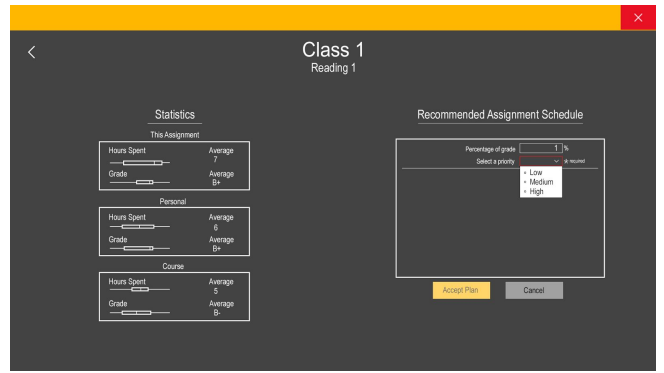 Class 1
Reading 1
Statistics
This Assignment
Hours Spent Average
7
Grade Average
B+
Personal
Hours Spent Average
6
Grade Average
B+
Course
Hours Spent Average
5
Grade Average
B-
Recommended Assignment Schedule
Percentage of grade 1 %
Select a priority ★ required
Low
Medium
High
Accept Plan Cancel